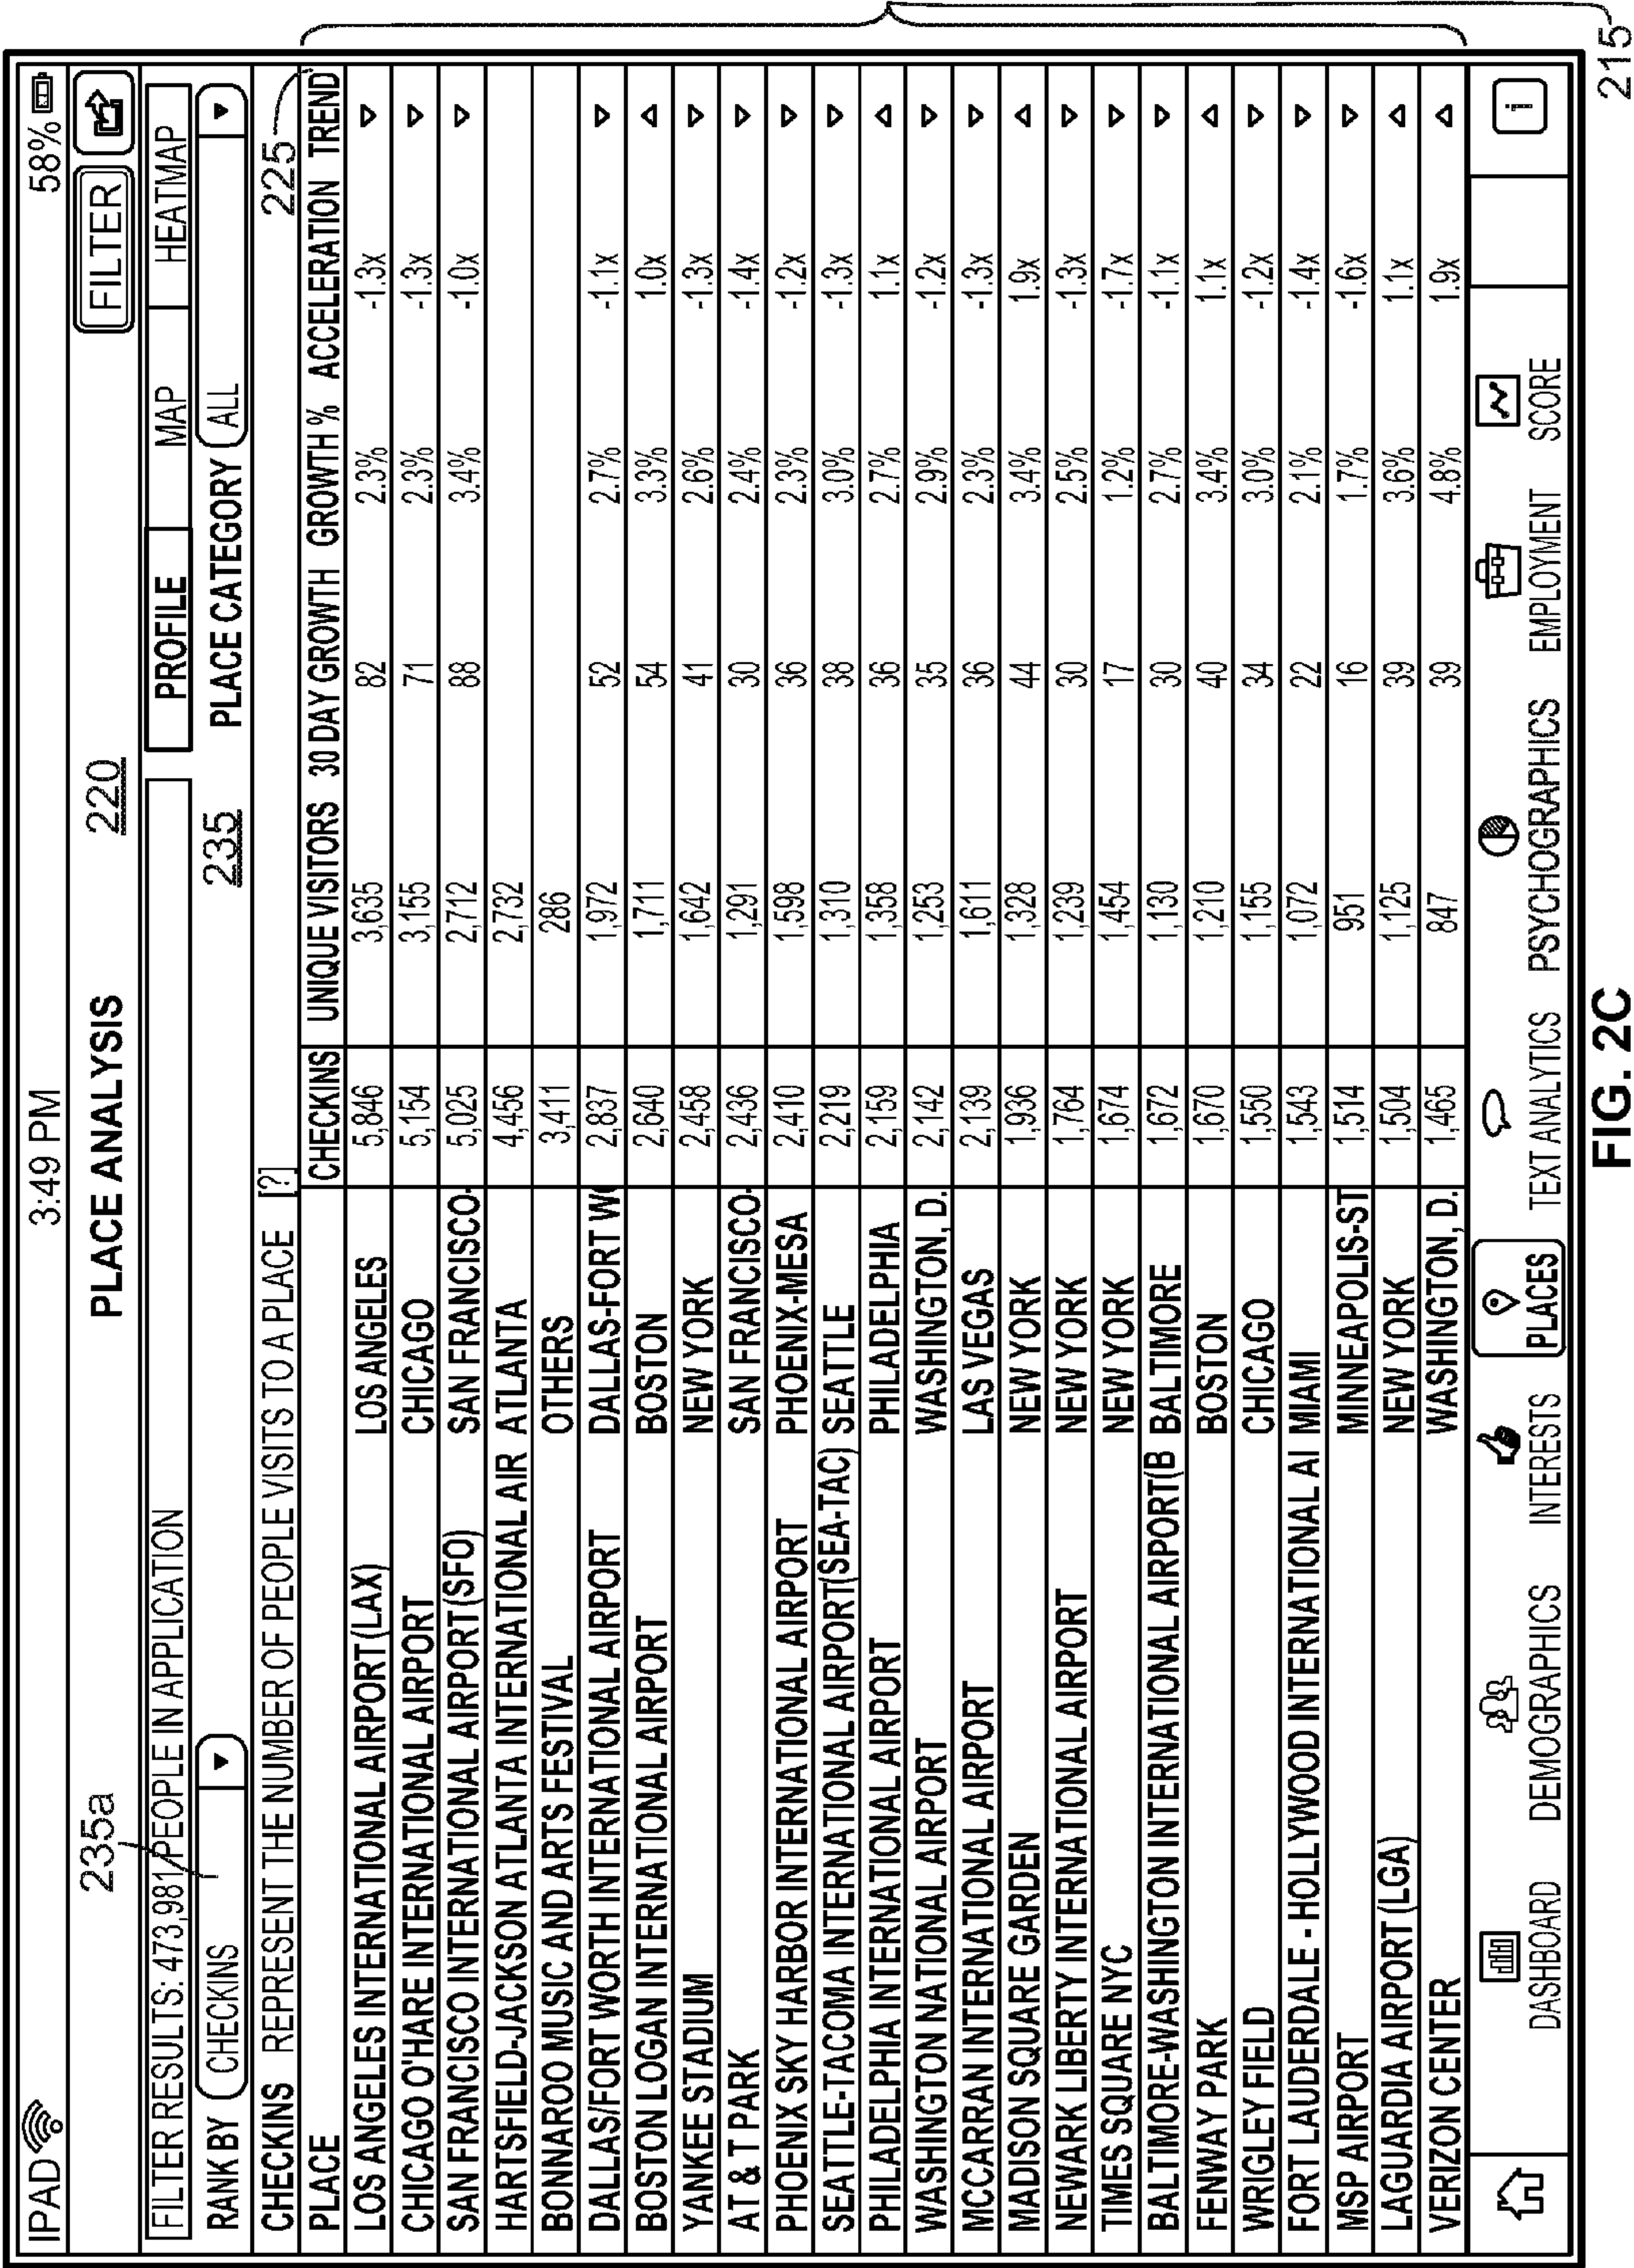 IPAD 3:49 PM 58%
235a PLACE ANALYSIS 220 FILTER
FILTER RESULTS: 473,981 PEOPLE IN APPLICATION PROFILE MAP HEATMAP
RANK BY CHECKINS 235 PLACE CATEGORY ALL
CHECKINS REPRESENT THE NUMBER OF PEOPLE VISITS TO A PLACE [?] 225
PLACE CHECKINS UNIQUE VISITORS 30 DAY GROWTH GROWTH % ACCELERATION TREND
LOS ANGELES INTERNATIONAL AIRPORT (LAX) LOS ANGELES 5,846 3,635 82 2.3% -1.3x
CHICAGO O'HARE INTERNATIONAL AIRPORT CHICAGO 5,154 3,155 71 2.3% -1.3x
SAN FRANCISCO INTERNATIONAL AIRPORT (SFO) SAN FRANCISCO- 5,025 2,712 88 3.4% -1.0x
HARTSFIELD-JACKSON ATLANTA INTERNATIONAL AIR ATLANTA 4,456 2,732
BONNAROO MUSIC AND ARTS FESTIVAL OTHERS 3,411 286
DALLAS/FORT WORTH INTERNATIONAL AIRPORT DALLAS-FORT W 2,837 1,972 52 2.7% -1.1x
BOSTON LOGAN INTERNATIONAL AIRPORT BOSTON 2,640 1,711 54 3.3% 1.0x
YANKEE STADIUM NEW YORK 2,458 1,642 41 2.6% -1.3x
AT & T PARK SAN FRANCISCO- 2,436 1,291 30 2.4% -1.4x
PHOENIX SKY HARBOR INTERNATIONAL AIRPORT PHOENIX-MESA 2,410 1,598 36 2.3% -1.2x
SEATTLE-TACOMA INTERNATIONAL AIRPORT(SEA-TAC) SEATTLE 2,219 1,310 38 3.0% -1.3x
PHILADELPHIA INTERNATIONAL AIRPORT PHILADELPHIA 2,159 1,358 36 2.7% 1.1x
WASHINGTON NATIONAL AIRPORT WASHINGTON, D. 2,142 1,253 35 2.9% -1.2x
MCCARRAN INTERNATIONAL AIRPORT LAS VEGAS 2,139 1,611 36 2.3% -1.3x
MADISON SQUARE GARDEN NEW YORK 1,936 1,328 44 3.4% 1.9x
NEWARK LIBERTY INTERNATIONAL AIRPORT NEW YORK 1,764 1,239 30 2.5% -1.3x
TIMES SQUARE NYC NEW YORK 1,674 1,454 17 1.2% -1.7x
BALTIMORE-WASHINGTON INTERNATIONAL AIRPORT(B BALTIMORE 1,672 1,130 30 2.7% -1.1x
FENWAY PARK BOSTON 1,670 1,210 40 3.4% 1.1x
WRIGLEY FIELD CHICAGO 1,550 1,155 34 3.0% -1.2x
FORT LAUDERDALE - HOLLYWOOD INTERNATIONAL AI MIAMI 1,543 1,072 22 2.1% -1.4x
MSP AIRPORT MINNEAPOLIS-ST 1,514 951 16 1.7% -1.6x
LAGUARDIA AIRPORT (LGA) NEW YORK 1,504 1,125 39 3.6% 1.1x
VERIZON CENTER WASHINGTON, D. 1,465 847 39 4.8% 1.9x
DASHBOARD DEMOGRAPHICS INTERESTS PLACES TEXT ANALYTICS PSYCHOGRAPHICS EMPLOYMENT SCORE i
215
FIG. 2C